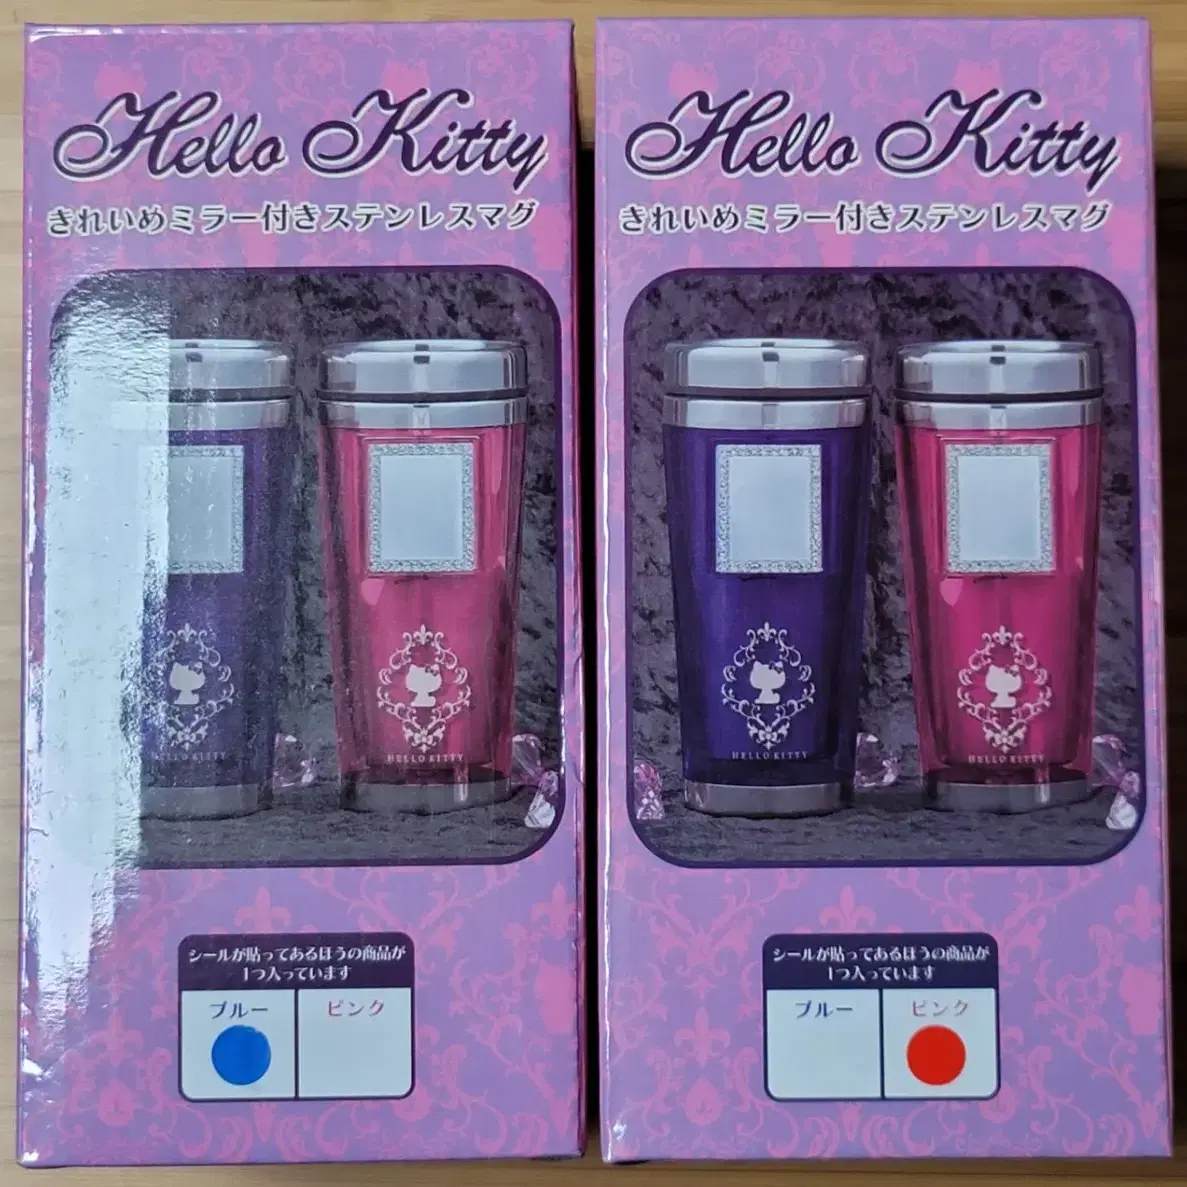 Hello Kitty
きれいめミラー付きステンレスマグ
HELLO KITTY
HELLO KITTY
シールが貼ってあるほうの商品が
1つ入っています
ブルー
ピンク
Hello Kitty
きれいめミラー付きステンレスマグ
HELLO KITTY
HELLO KITTY
シールが貼ってあるほうの商品が
1つ入っています
ブルー
ピンク